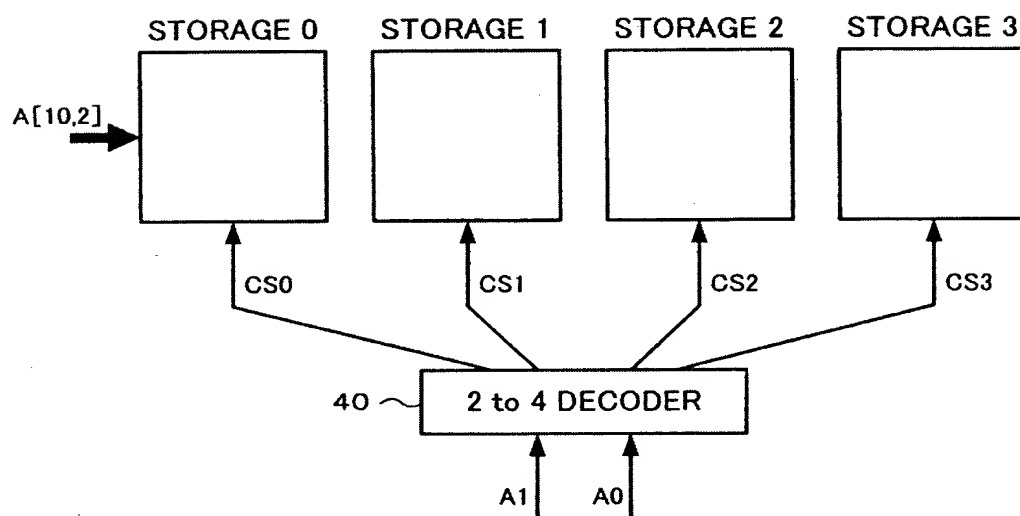 STORAGE 0
STORAGE 1
STORAGE 2
STORAGE 3
A[10,2]
CS0
CS1
CS2
CS3
40
2 to 4 DECODER
A1
A0